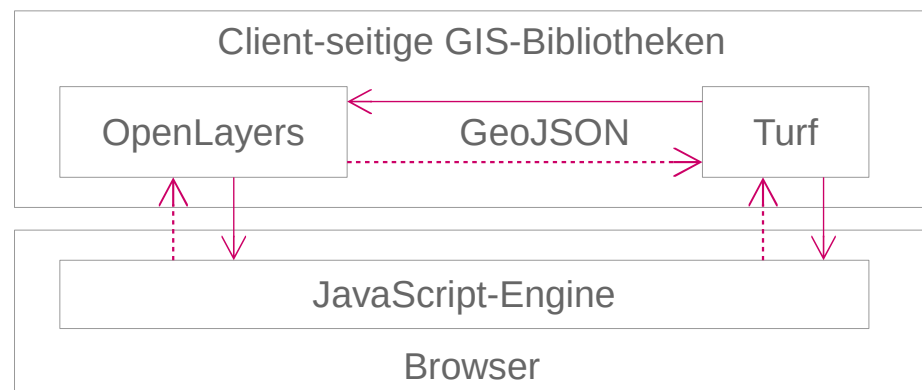 Client-seitige GIS-Bibliotheken
OpenLayers
GeoJSON
Turf
JavaScript-Engine
Browser